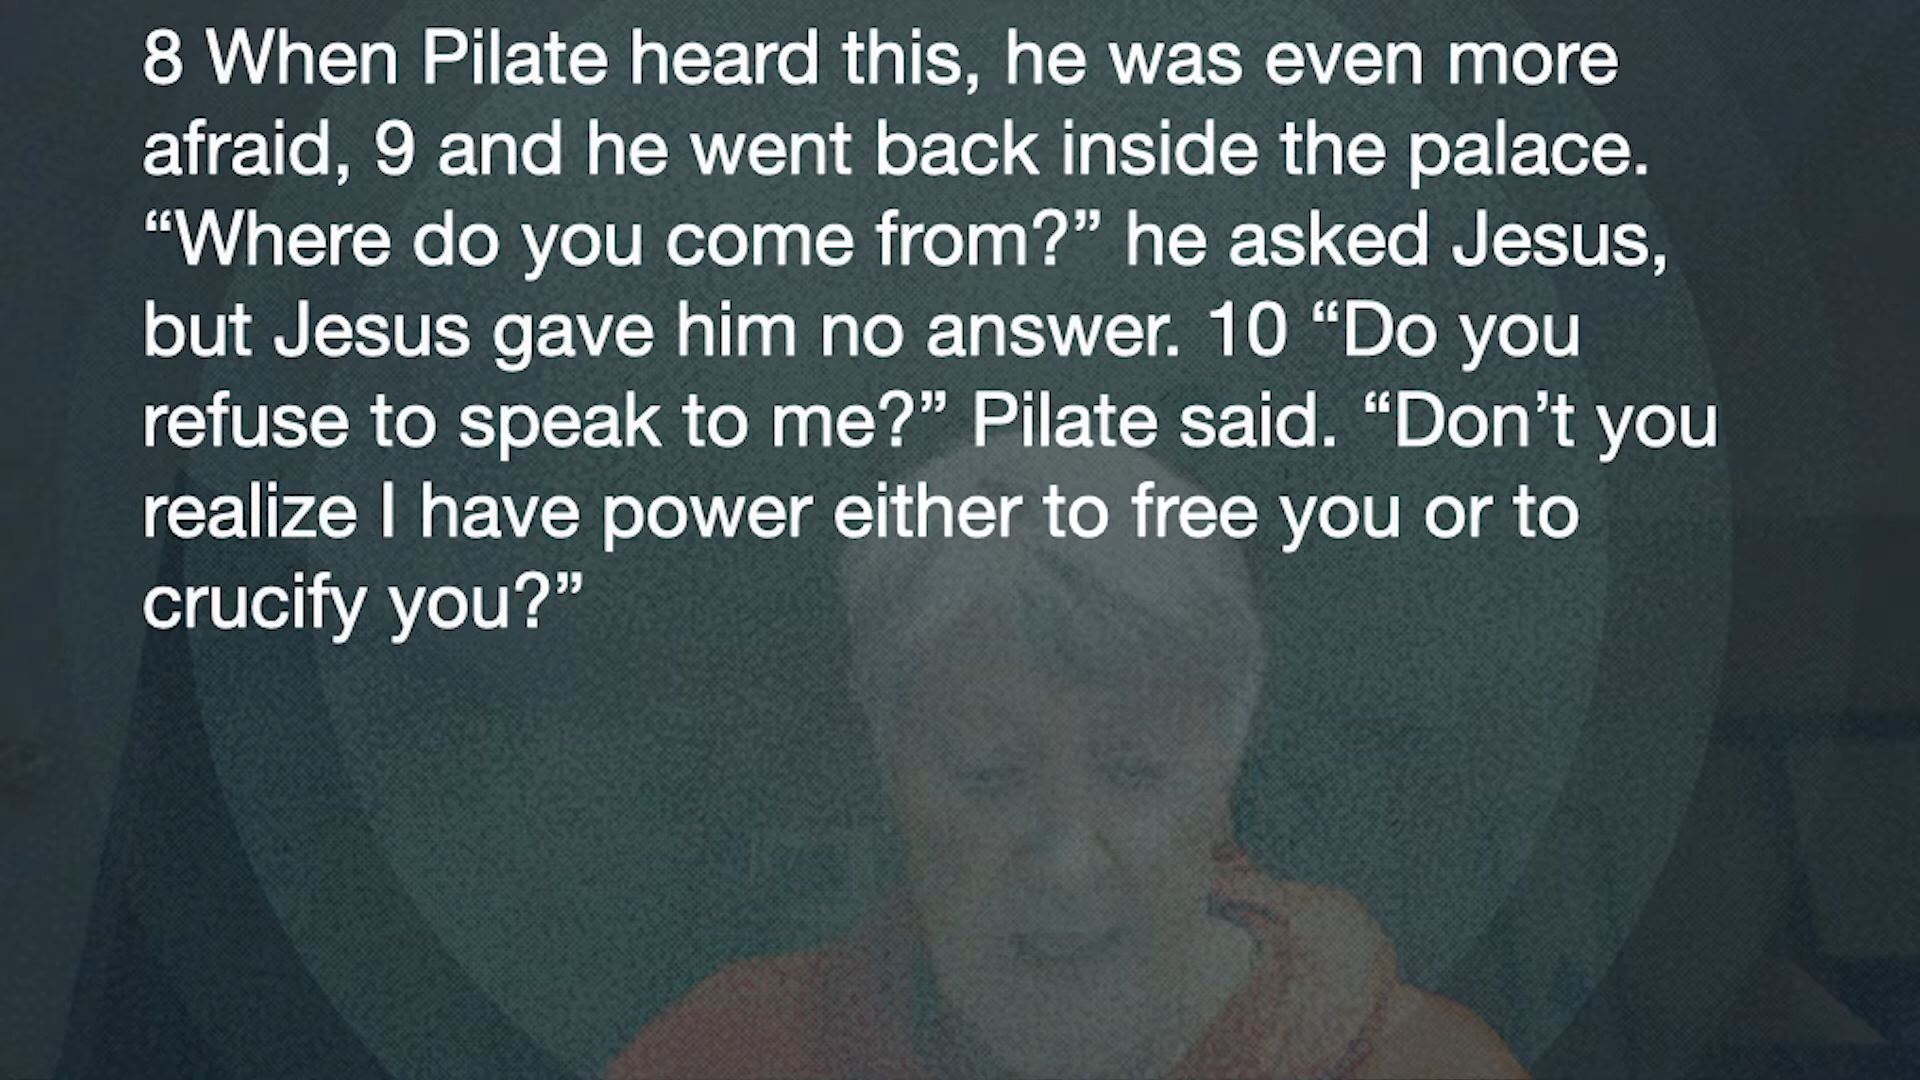 8 When Pilate heard this, he was even more
afraid, 9 and he went back inside the palace.
“Where do you come from?” he asked Jesus,
but Jesus gave him no answer. 10 “Do you
refuse to speak to me?” Pilate said. “Don’t you
realize I have power either to free you or to
crucify you?”